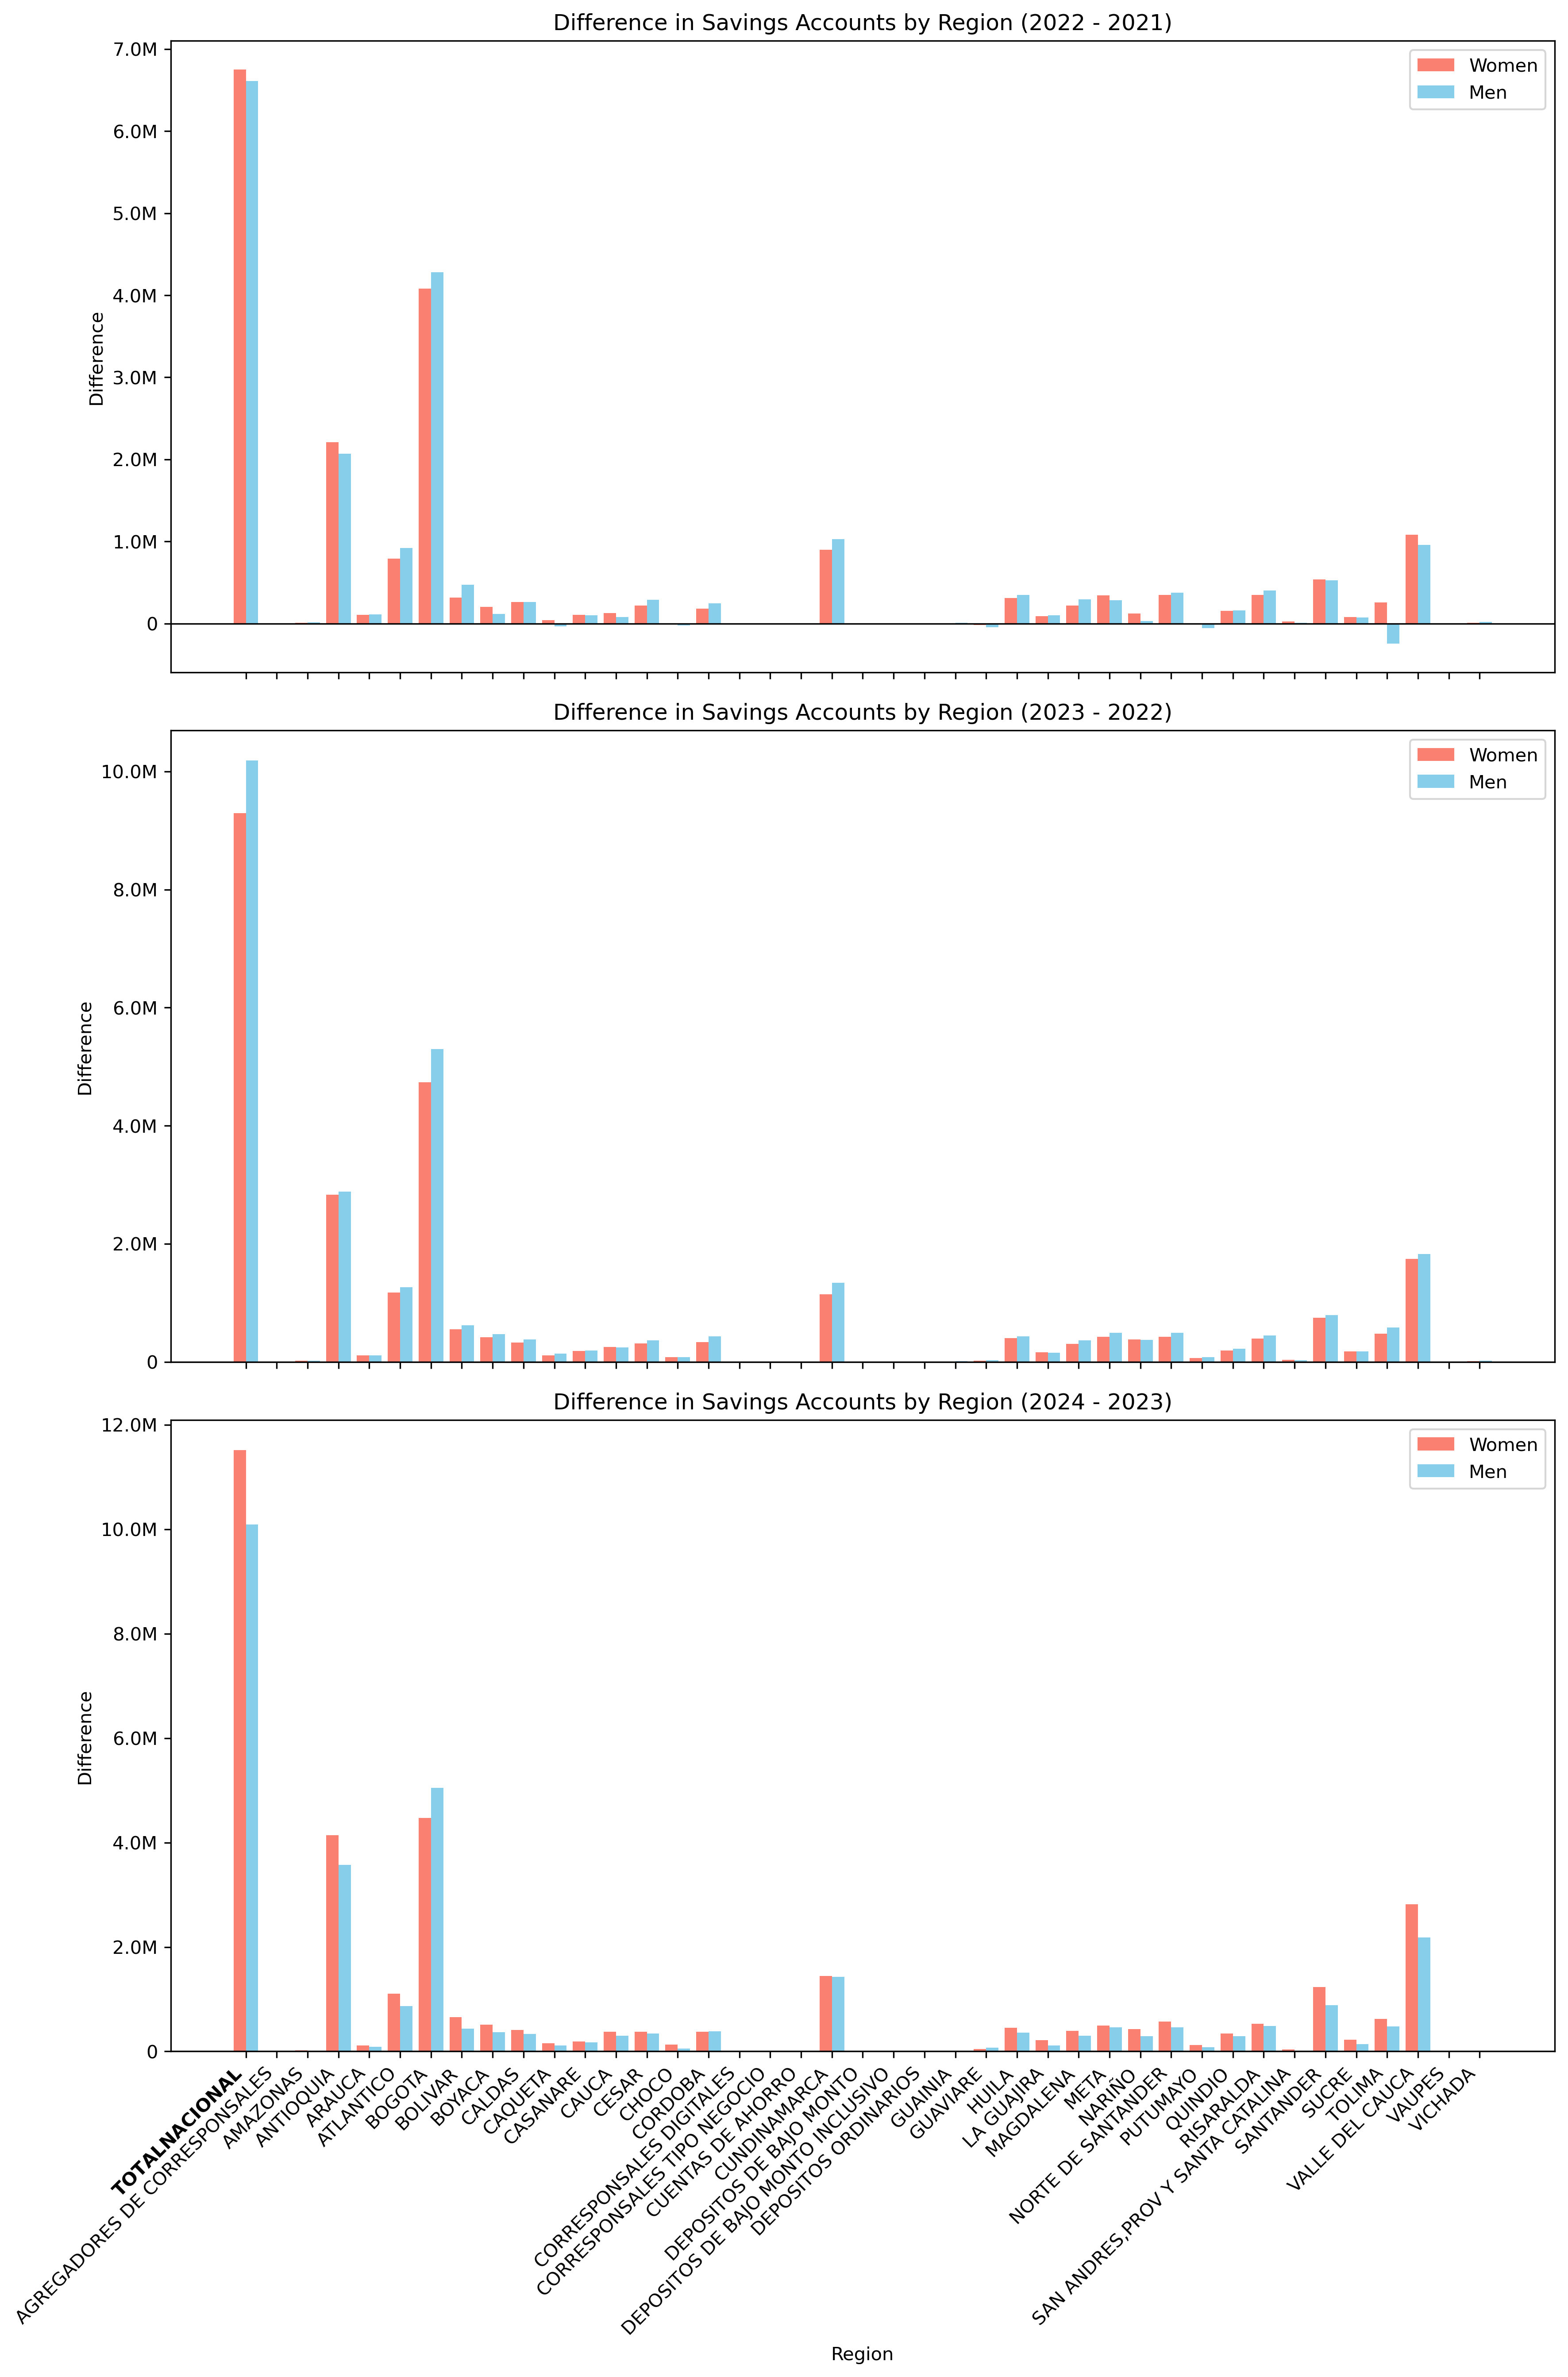 Difference in Savings Accounts by Region (2022 - 2021)
7.0M
6.0M
5.0M
4.0M
3.0M
2.0M
1.0M
0
Difference
Women
Men
Difference in Savings Accounts by Region (2023 - 2022)
10.0M
8.0M
6.0M
4.0M
2.0M
0
Difference
Women
Men
Difference in Savings Accounts by Region (2024 - 2023)
12.0M
10.0M
8.0M
6.0M
4.0M
2.0M
0
Difference
Women
Men
TOTALNACIONAL
AGREGADORES DE CORRESPONSALES
AMAZONAS
ANTIOQUIA
ARAUCA
ATLANTICO
BOGOTA
BOLIVAR
BOYACA
CALDAS
CAQUETA
CASANARE
CAUCA
CESAR
CHOCO
CORDOBA
CORRESPONSALES DIGITALES
CORRESPONSALES TIPO NEGOCIO
CUENTAS DE AHORRO
CUNDINAMARCA
DEPOSITOS DE BAJO MONTO
DEPOSITOS DE BAJO MONTO INCLUSIVO
DEPOSITOS ORDINARIOS
GUAINIA
GUAVIARE
HUILA
LA GUAJIRA
MAGDALENA
META
NARIÑO
NORTE DE SANTANDER
PUTUMAYO
QUINDIO
RISARALDA
SAN ANDRES,PROV Y SANTA CATALINA
SANTANDER
SUCRE
TOLIMA
VALLE DEL CAUCA
VAUPES
VICHADA
Region